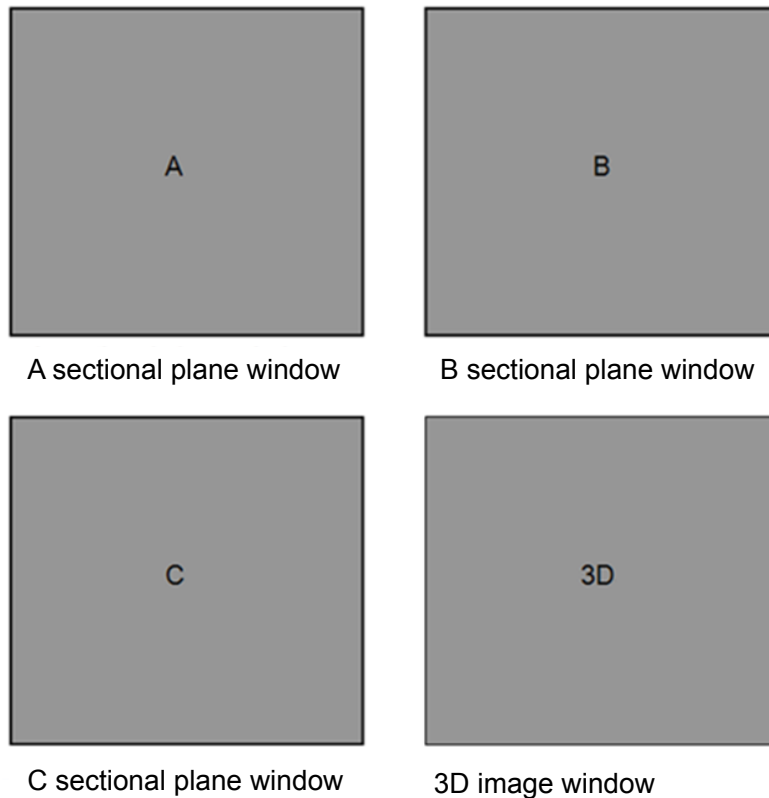 A
B
A sectional plane window
B sectional plane window
C
3D
C sectional plane window
3D image window